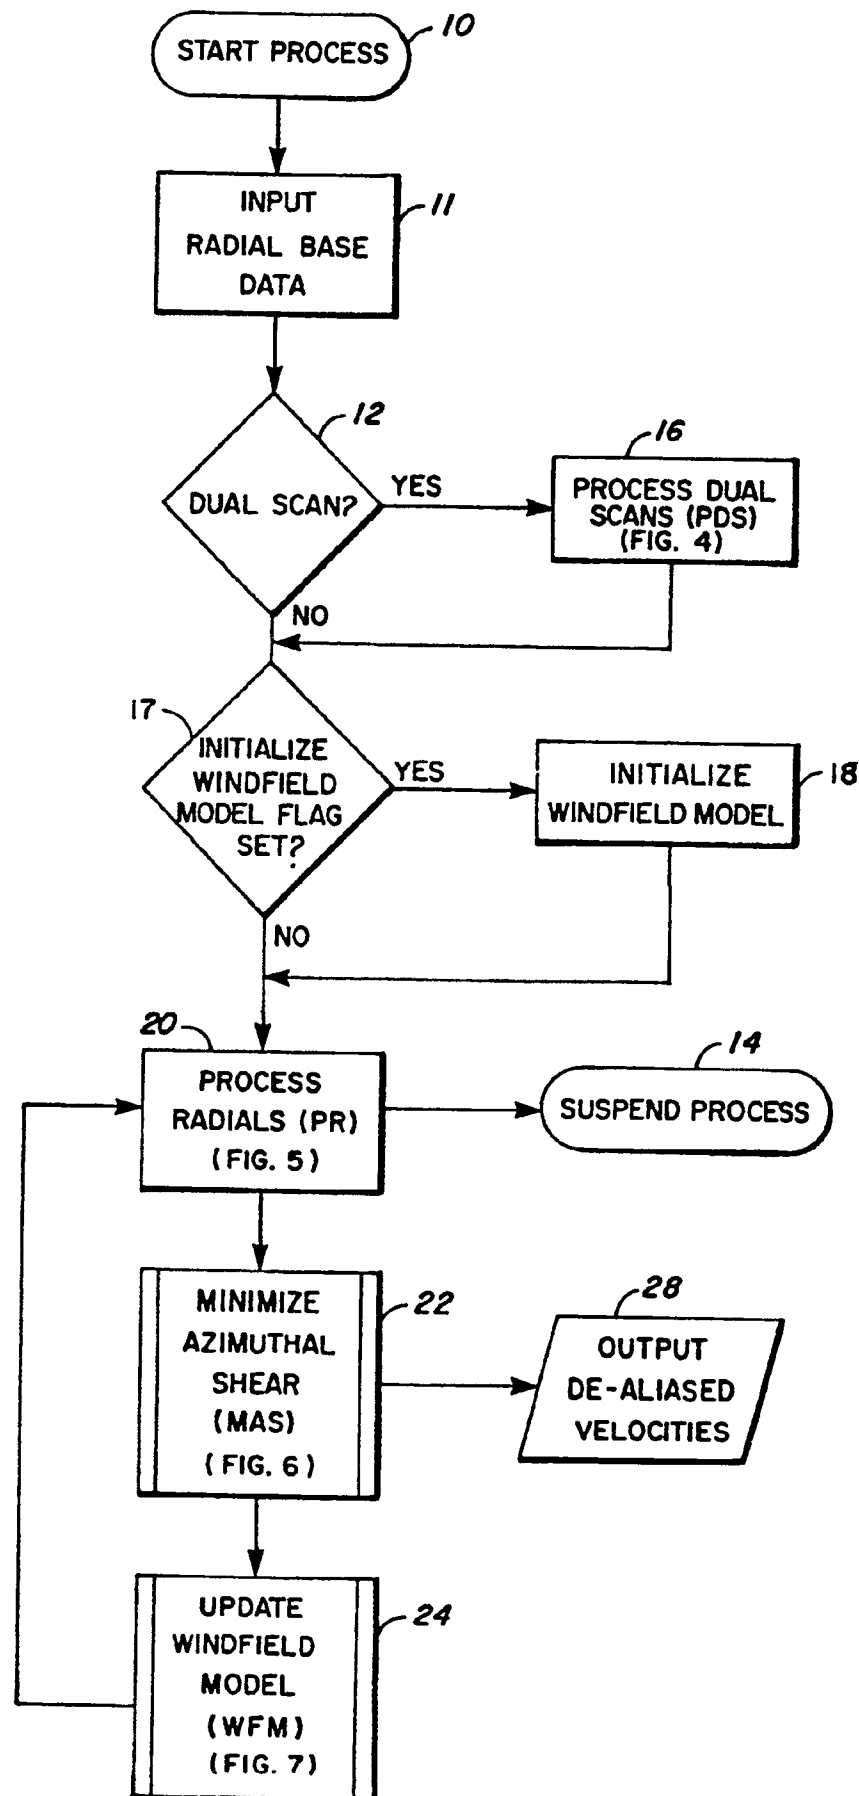 START PROCESS
10
INPUT
RADIAL BASE
DATA
11
DUAL SCAN?
12
YES
NO
PROCESS DUAL
SCANS (PDS)
(FIG. 4)
16
INITIALIZE
WINDFIELD
MODEL FLAG
SET?
17
YES
NO
INITIALIZE
WINDFIELD MODEL
18
PROCESS
RADIALS (PR)
(FIG. 5)
20
SUSPEND PROCESS
14
MINIMIZE
AZIMUTHAL
SHEAR
(MAS)
(FIG. 6)
22
OUTPUT
DE-ALIASED
VELOCITIES
28
UPDATE
WINDFIELD
MODEL
(WFM)
(FIG. 7)
24